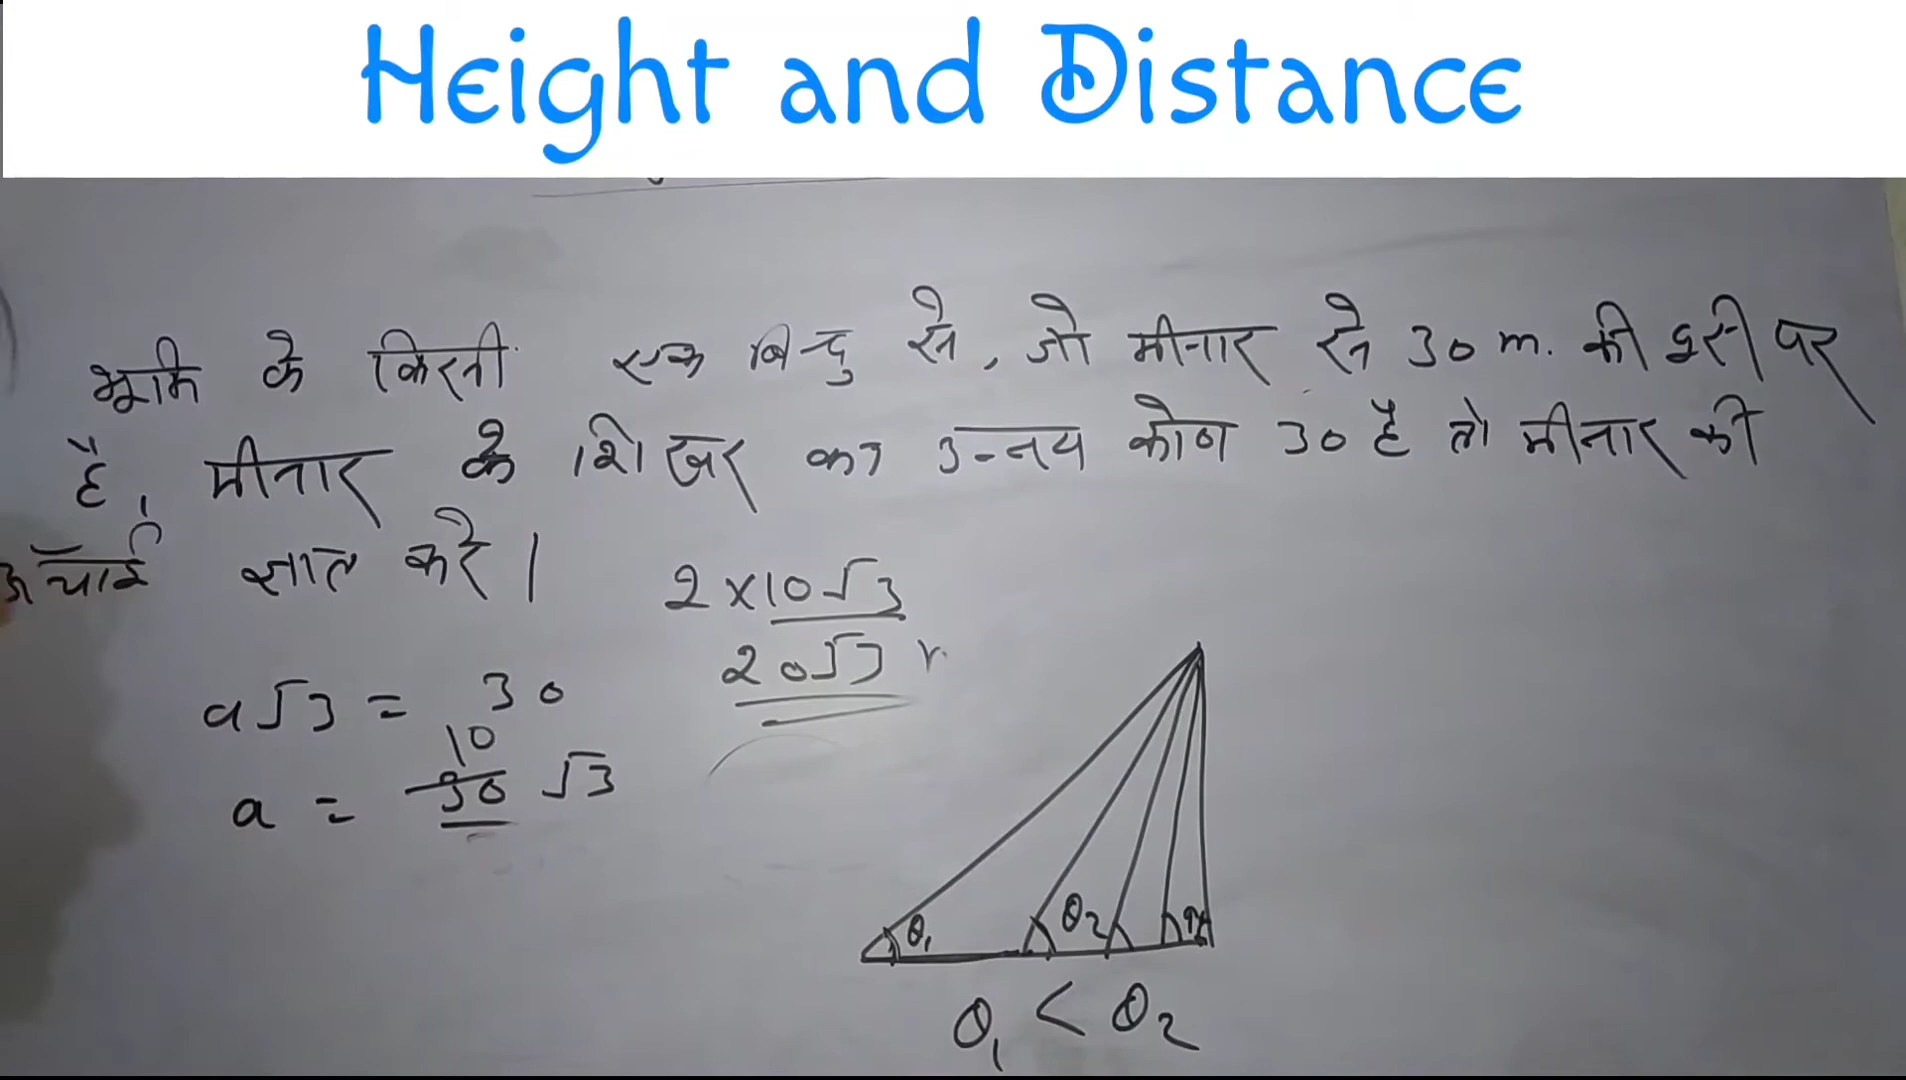 Height and Distance
भूमि के किसी एक बिन्दु से, जो मीनार से 30 m. की दूरी पर
है, मीनार के शिखर का उन्नय कोण 30 है तो मीनार की
ऊँचाई ज्ञात करें।
2×10√3
20√3
a√3 = 30
10
a = 30 √3
θ₁ θ₂
θ₁ < θ₂